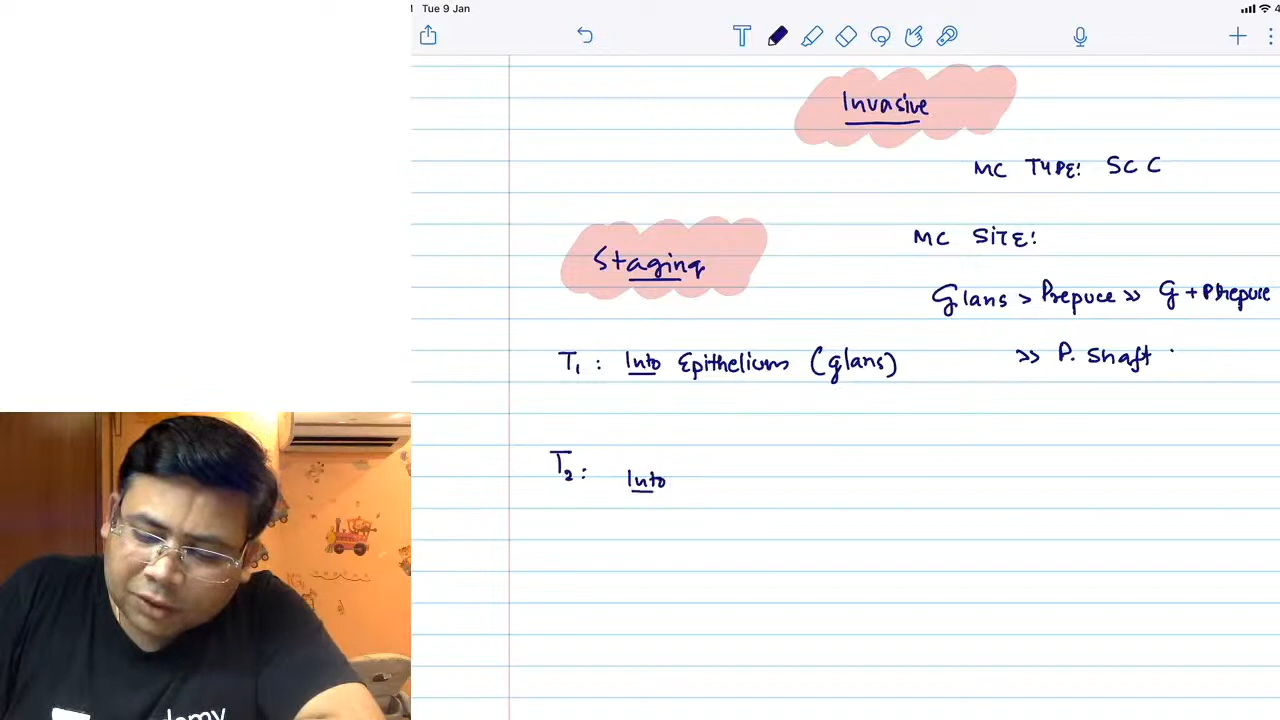 Tue 9 Jan
Invasive
MC TYPE: SCC
MC SITE:
Staging
Glans > Prepuce >> G + Prepuce
>> P. Shaft
T1 : Into Epithelium (glans)
T2 : Into